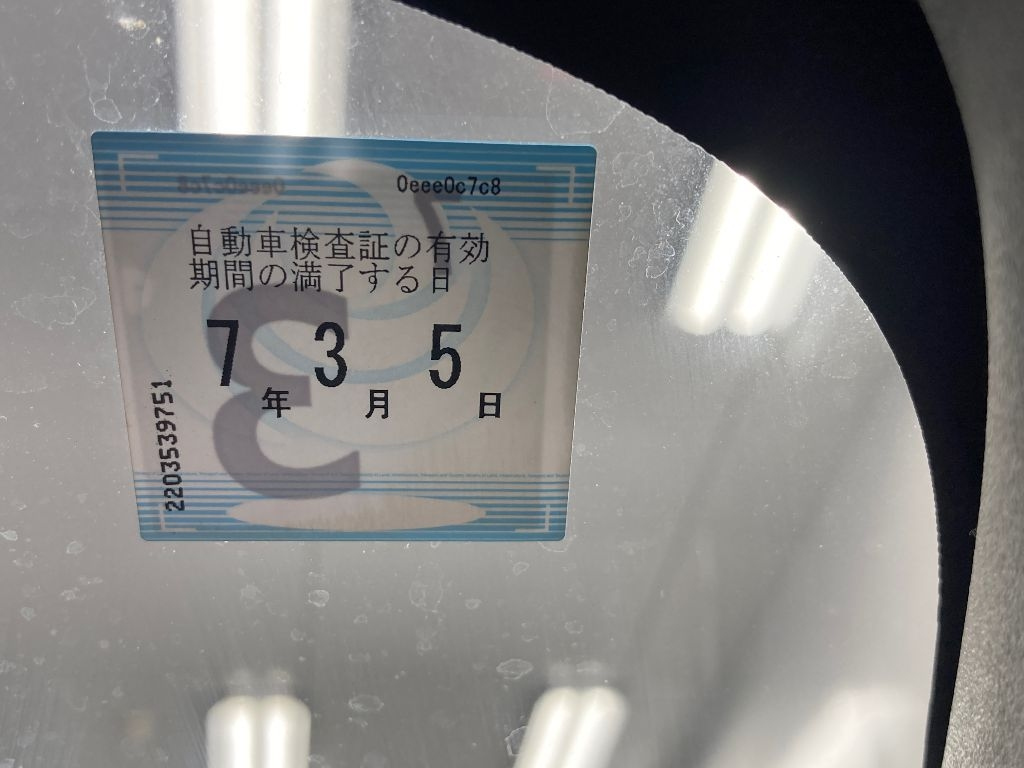 0eee0c7c8
自動車検査証の有効
期間の満了する日
7年3月5日
2203539751